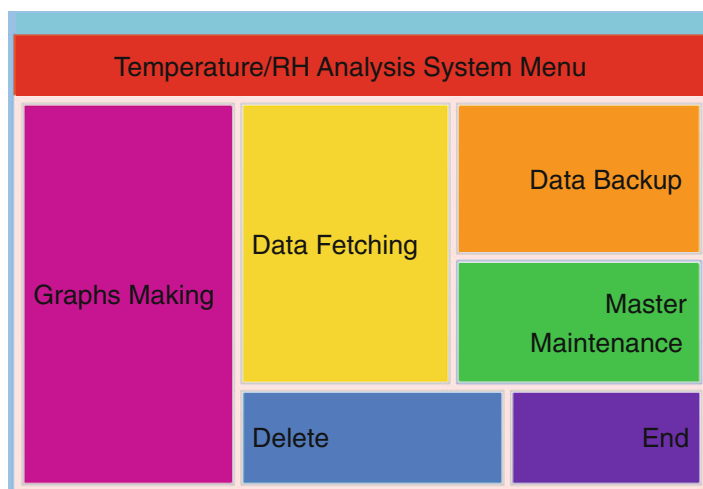 Temperature/RH Analysis System Menu
Graphs Making
Data Fetching
Data Backup
Master
Maintenance
Delete
End